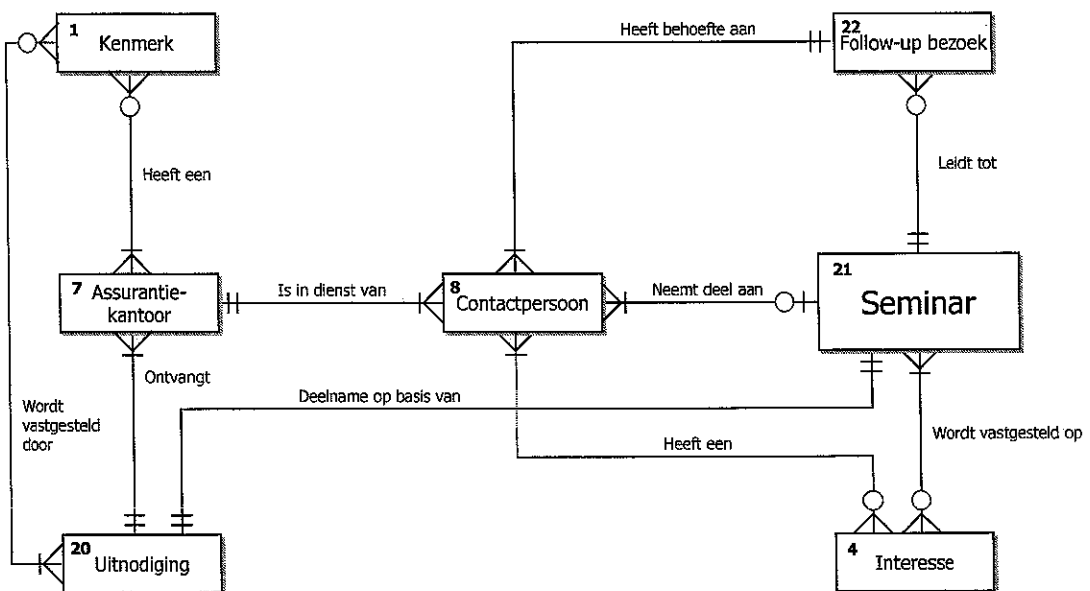 1
Kenmerk
Heeft behoefte aan
22
Follow-up bezoek
Heeft een
Leidt tot
7 Assurantie-
kantoor
Is in dienst van
8
Contactpersoon
Neemt deel aan
21
Seminar
Ontvangt
Wordt
vastgesteld
door
Deelname op basis van
Heeft een
Wordt vastgesteld op
20
Uitnodiging
4
Interesse